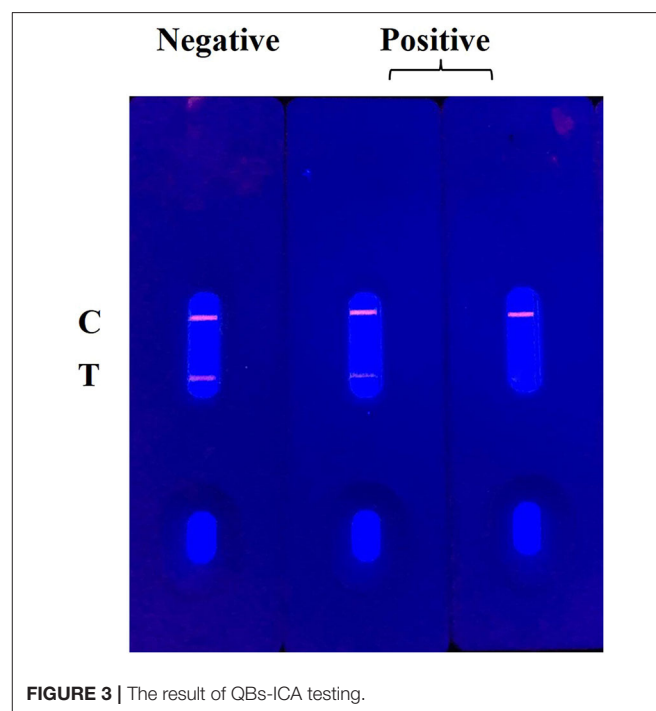 Negative Positive
C
T
FIGURE 3 | The result of QBs-ICA testing.